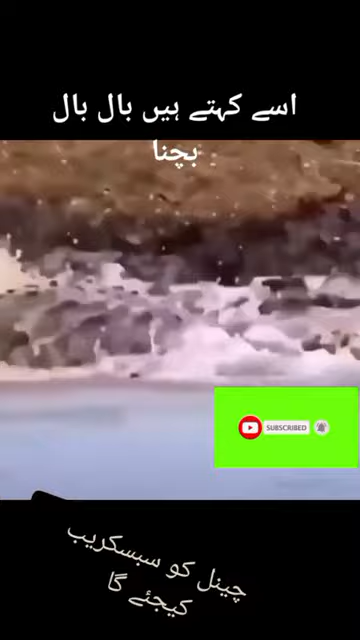 اسے کہتے ہیں بال بال
بچنا
SUBSCRIBED
چینل کو سبسکریب
کیجئے گا